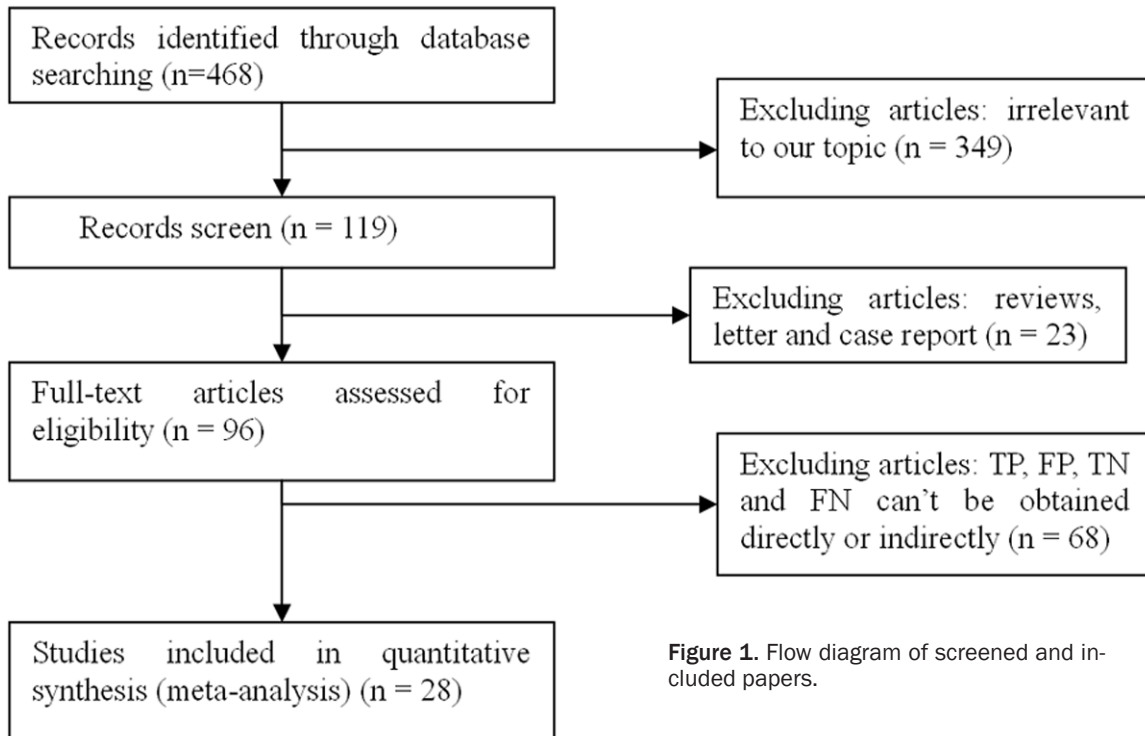 Records identified through database
searching (n=468)
Excluding articles: irrelevant
to our topic (n = 349)
Records screen (n = 119)
Excluding articles: reviews,
letter and case report (n = 23)
Full-text articles assessed for
eligibility (n = 96)
Excluding articles: TP, FP, TN
and FN can't be obtained
directly or indirectly (n = 68)
Studies included in quantitative
synthesis (meta-analysis) (n = 28)
Figure 1. Flow diagram of screened and in-
cluded papers.